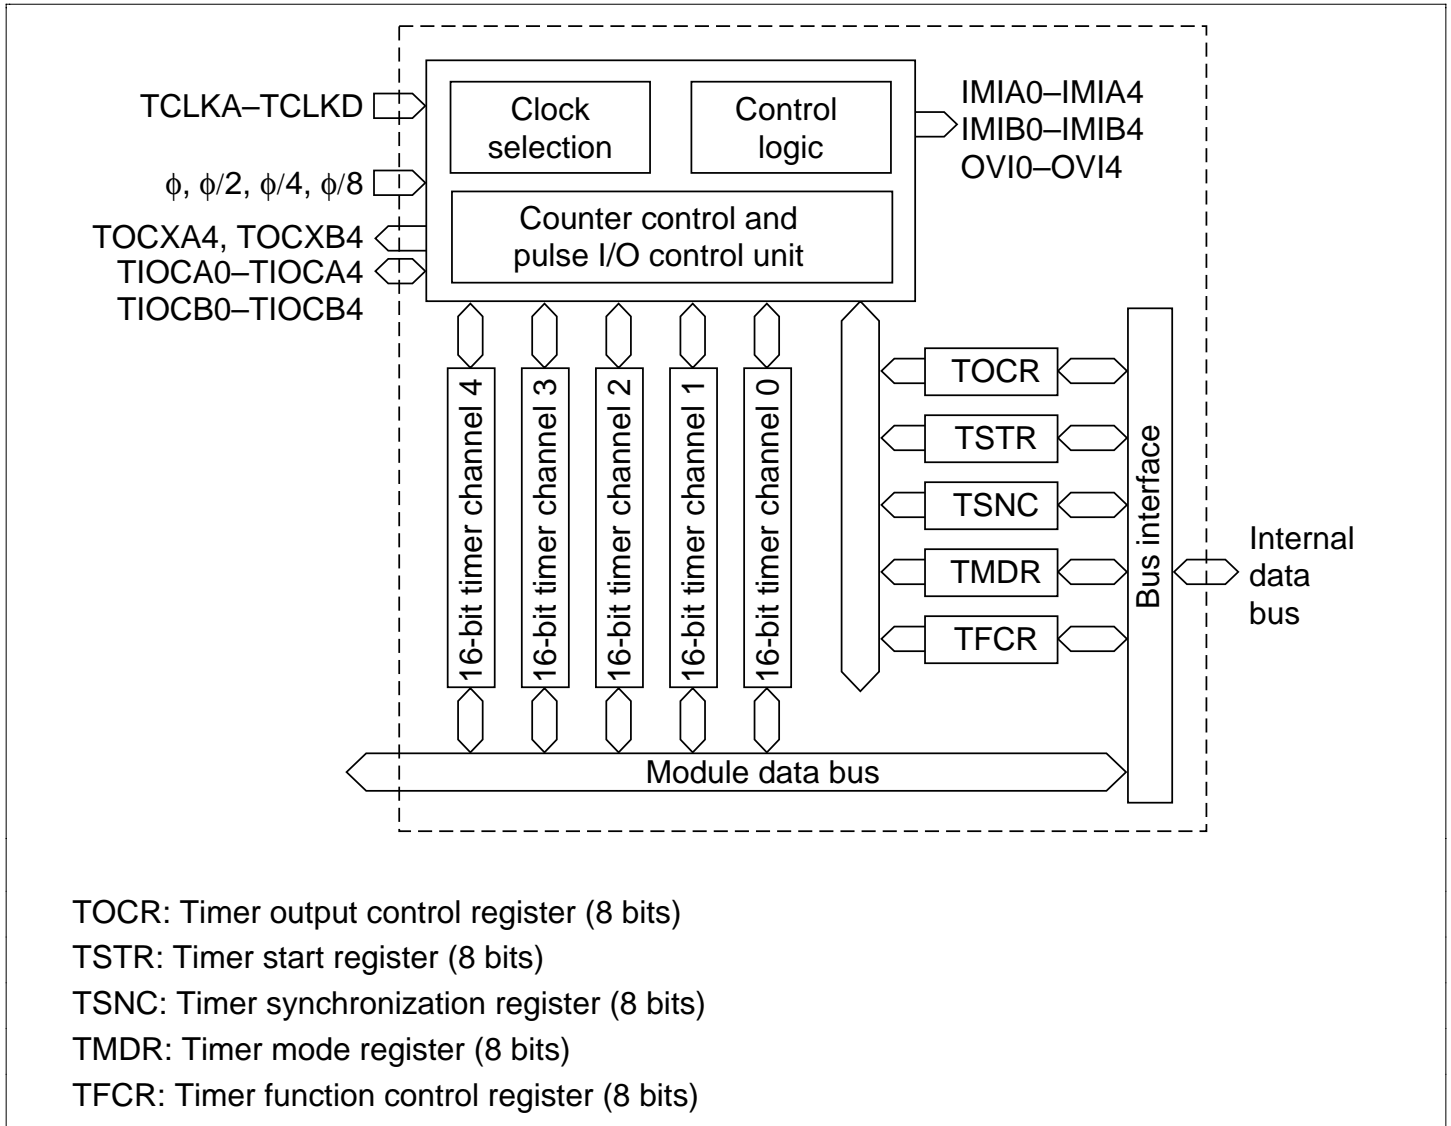 TCLKA–TCLKD
ϕ, ϕ/2, ϕ/4, ϕ/8
TOCXA4, TOCXB4
TIOCA0–TIOCA4
TIOCB0–TIOCB4
Clock
selection
Control
logic
Counter control and
pulse I/O control unit
IMIA0–IMIA4
IMIB0–IMIB4
OVI0–OVI4
16-bit timer channel 4
16-bit timer channel 3
16-bit timer channel 2
16-bit timer channel 1
16-bit timer channel 0
TOCR
TSTR
TSNC
TMDR
TFCR
Bus interface
Internal
data
bus
Module data bus
TOCR: Timer output control register (8 bits)
TSTR: Timer start register (8 bits)
TSNC: Timer synchronization register (8 bits)
TMDR: Timer mode register (8 bits)
TFCR: Timer function control register (8 bits)